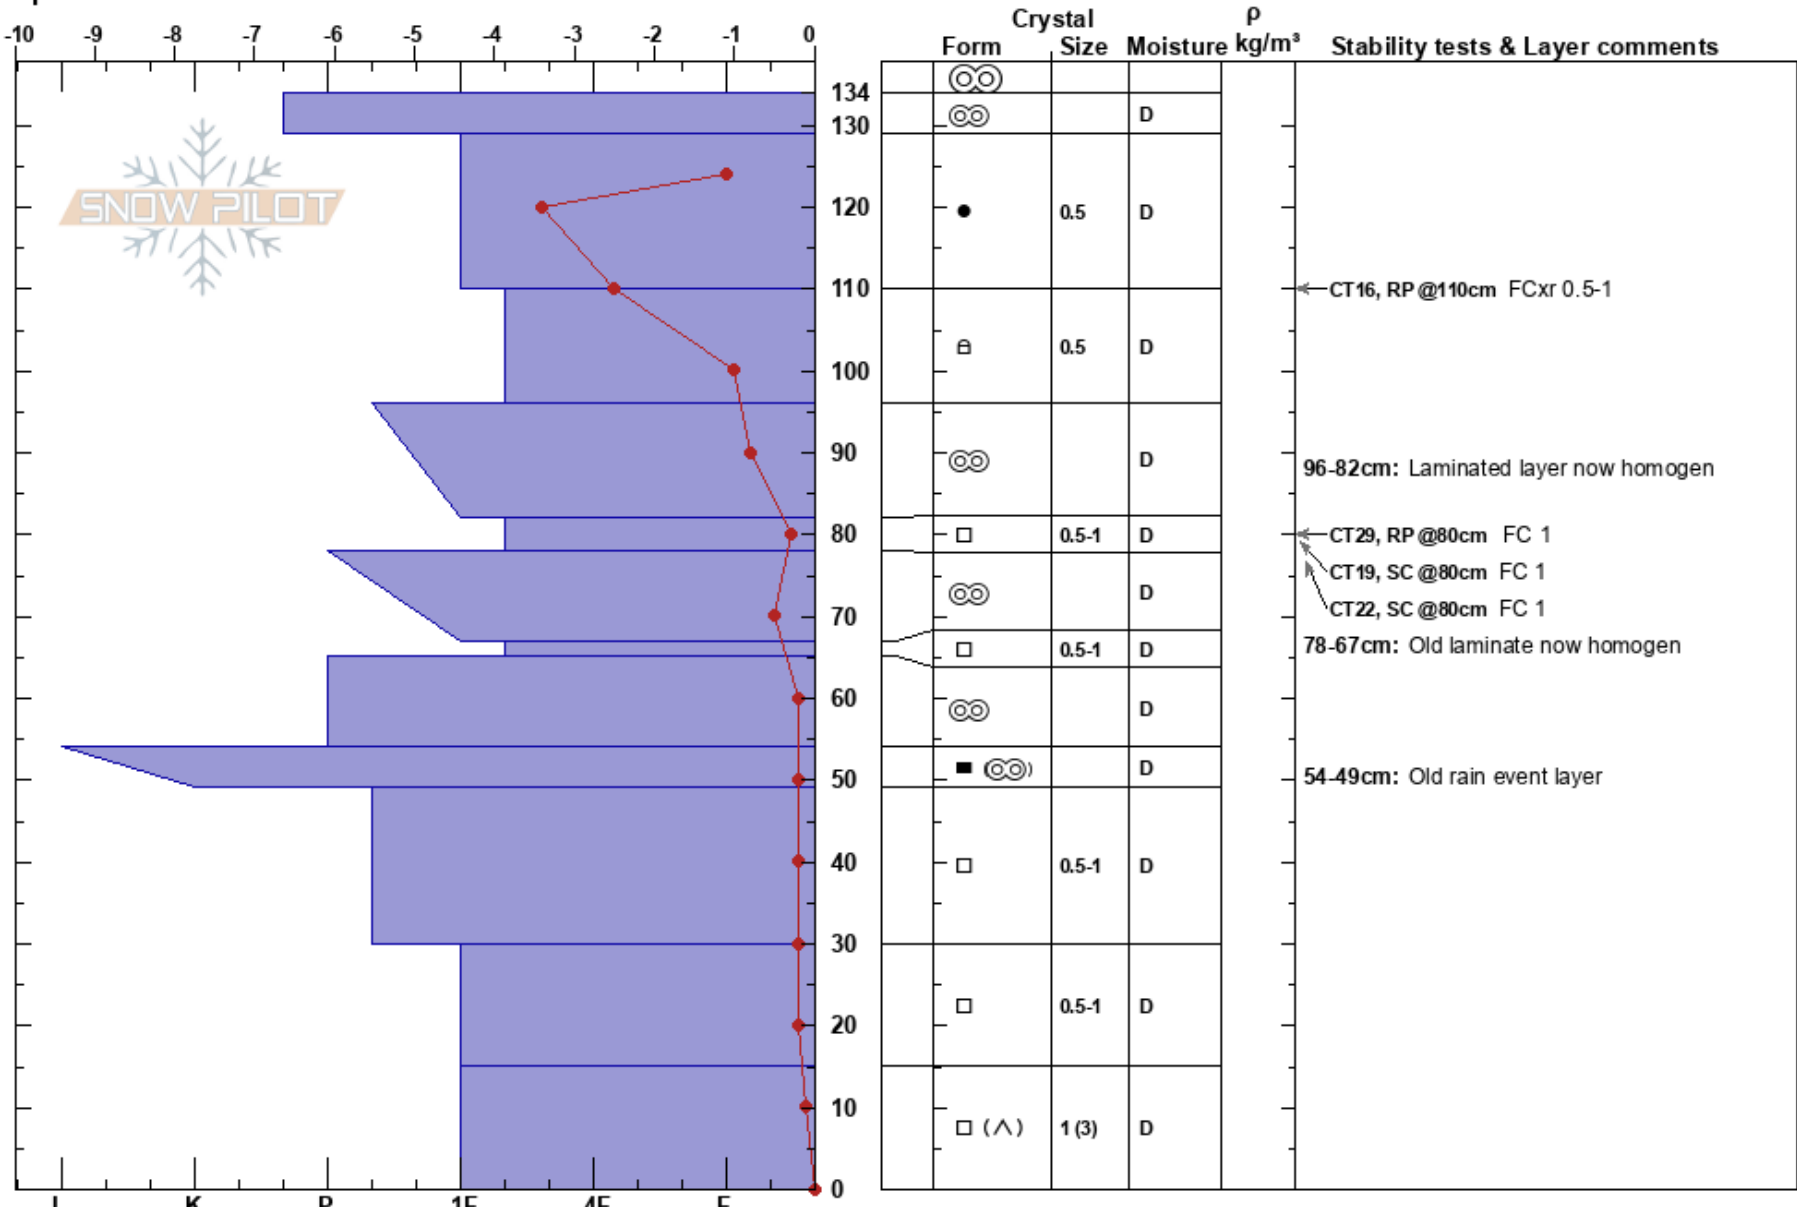 Crystal
ρ
-10 -9 -8 -7 -6 -5 -4 -3 -2 -1 0
Form Size Moisture kg/m³ Stability tests & Layer comments
SNOW PILOT
134
130 D
120 0.5 D
110 CT16, RP @110cm FCxr 0.5-1
0.5 D
100
90 D
96-82cm: Laminated layer now homogen
80 0.5-1 D CT29, RP @80cm FC 1
CT19, SC @80cm FC 1
D
CT22, SC @80cm FC 1
70
0.5-1 D 78-67cm: Old laminate now homogen
60 D
50 D 54-49cm: Old rain event layer
40 0.5-1 D
30
20 0.5-1 D
10 1 (3) D
0
I K P 1F 4F F